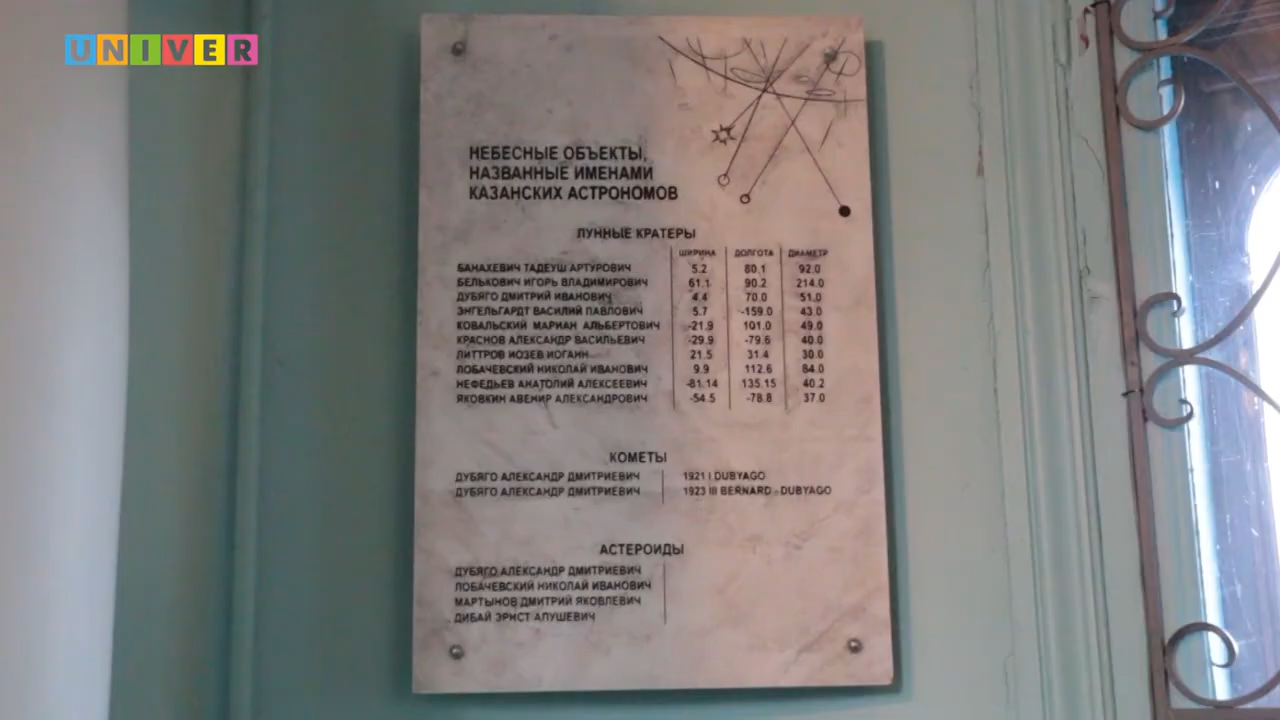 UNIVER
НЕБЕСНЫЕ ОБЪЕКТЫ,
НАЗВАННЫЕ ИМЕНАМИ
КАЗАНСКИХ АСТРОНОМОВ
ЛУННЫЕ КРАТЕРЫ
ШИРИНА ДОЛГОТА ДИАМЕТР
БАНАХЕВИЧ ТАДЕУШ АРТУРОВИЧ 5.2 80.1 92.0
БЕЛЬКОВИЧ ИГОРЬ ВЛАДИМИРОВИЧ 61.1 90.2 214.0
ДУБЯГО ДМИТРИЙ ИВАНОВИЧ 4.4 70.0 51.0
ЭНГЕЛЬГАРДТ ВАСИЛИЙ ПАВЛОВИЧ 5.7 -159.0 43.0
КОВАЛЬСКИЙ МАРИАН АЛЬБЕРТОВИЧ -21.9 101.0 49.0
КРАСНОВ АЛЕКСАНДР ВАСИЛЬЕВИЧ -29.9 -79.6 40.0
ЛИТТРОВ ИОЗЕВ ИОГАНН 21.5 31.4 30.0
ЛОБАЧЕВСКИЙ НИКОЛАЙ ИВАНОВИЧ 9.9 112.6 84.0
НЕФЕДЬЕВ АНАТОЛИЙ АЛЕКСЕЕВИЧ -81.14 135.15 40.2
ЯКОВКИН АВЕНИР АЛЕКСАНДРОВИЧ -54.5 -78.8 37.0
КОМЕТЫ
ДУБЯГО АЛЕКСАНДР ДМИТРИЕВИЧ 1921 I DUBYAGO
ДУБЯГО АЛЕКСАНДР ДМИТРИЕВИЧ 1923 III BERNARD - DUBYAGO
АСТЕРОИДЫ
ДУБЯГО АЛЕКСАНДР ДМИТРИЕВИЧ
ЛОБАЧЕВСКИЙ НИКОЛАЙ ИВАНОВИЧ
МАРТЫНОВ ДМИТРИЙ ЯКОВЛЕВИЧ
ДИБАЙ ЭРНСТ АПУШЕВИЧ